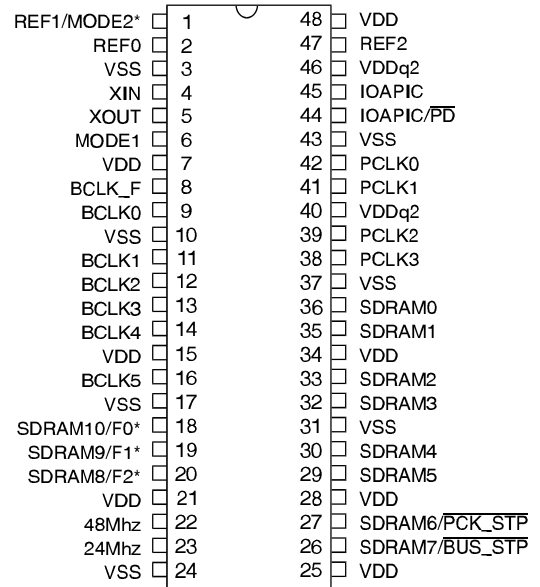 REF1/MODE2* 1 48 VDD
REF0 2 47 REF2
VSS 3 46 VDDq2
XIN 4 45 IOAPIC
XOUT 5 44 IOAPIC/PD
MODE1 6 43 VSS
VDD 7 42 PCLK0
BCLK_F 8 41 PCLK1
BCLK0 9 40 VDDq2
VSS 10 39 PCLK2
BCLK1 11 38 PCLK3
BCLK2 12 37 VSS
BCLK3 13 36 SDRAM0
BCLK4 14 35 SDRAM1
VDD 15 34 VDD
BCLK5 16 33 SDRAM2
VSS 17 32 SDRAM3
SDRAM10/F0* 18 31 VSS
SDRAM9/F1* 19 30 SDRAM4
SDRAM8/F2* 20 29 SDRAM5
VDD 21 28 VDD
48Mhz 22 27 SDRAM6/PCK_STP
24Mhz 23 26 SDRAM7/BUS_STP
VSS 24 25 VDD